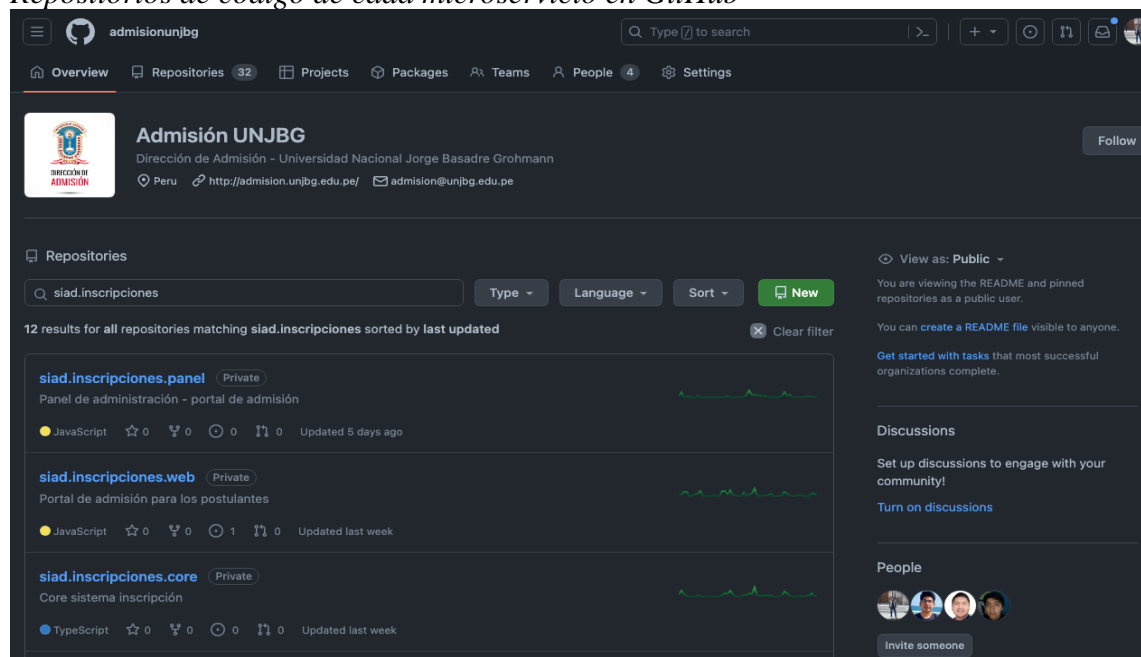 Repositorios de código de cada microservicio en GitHub
admisionunjbg
Type / to search
Overview Repositories 32 Projects Packages Teams People 4 Settings
DIRECCIÓN DE
ADMISIÓN
Admisión UNJBG
Dirección de Admisión - Universidad Nacional Jorge Basadre Grohmann
Peru http://admision.unjbg.edu.pe/ admision@unjbg.edu.pe
Follow
Repositories
siad.inscripciones
Type Language Sort New
12 results for all repositories matching siad.inscripciones sorted by last updated
Clear filter
siad.inscripciones.panel Private
Panel de administración - portal de admisión
JavaScript 0 0 0 0 Updated 5 days ago
siad.inscripciones.web Private
Portal de admisión para los postulantes
JavaScript 0 0 1 0 Updated last week
siad.inscripciones.core Private
Core sistema inscripción
TypeScript 0 0 0 0 Updated last week
View as: Public
You are viewing the README and pinned
repositories as a public user.
You can create a README file visible to anyone.
Get started with tasks that most successful
organizations complete.
Discussions
Set up discussions to engage with your
community!
Turn on discussions
People
Invite someone